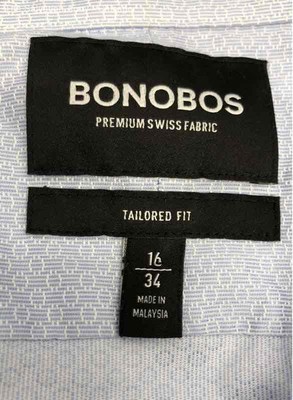 BONOBOS
PREMIUM SWISS FABRIC
TAILORED FIT
16
34
MADE IN
MALAYSIA